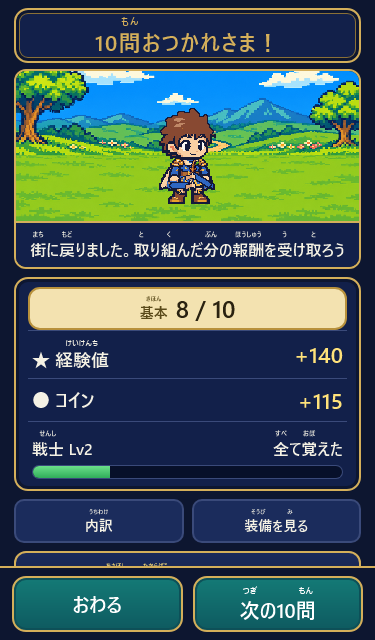 10問おつかれさま！
街に戻りました。取り組んだ分の報酬を受け取ろう
基本 8 / 10
★ 経験値 +140
● コイン +115
戦士 Lv2 全て覚えた
内訳 装備を見る
おわる 次の10問